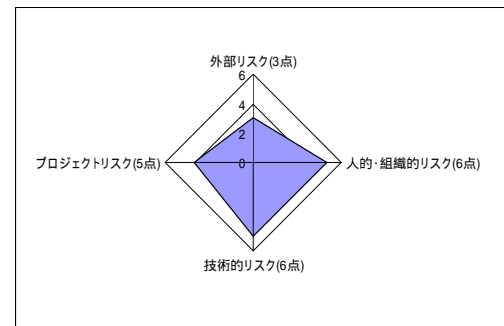 外部リスク(3点)
6
4
2
0
プロジェクトリスク(5点)
人的・組織的リスク(6点)
技術的リスク(6点)